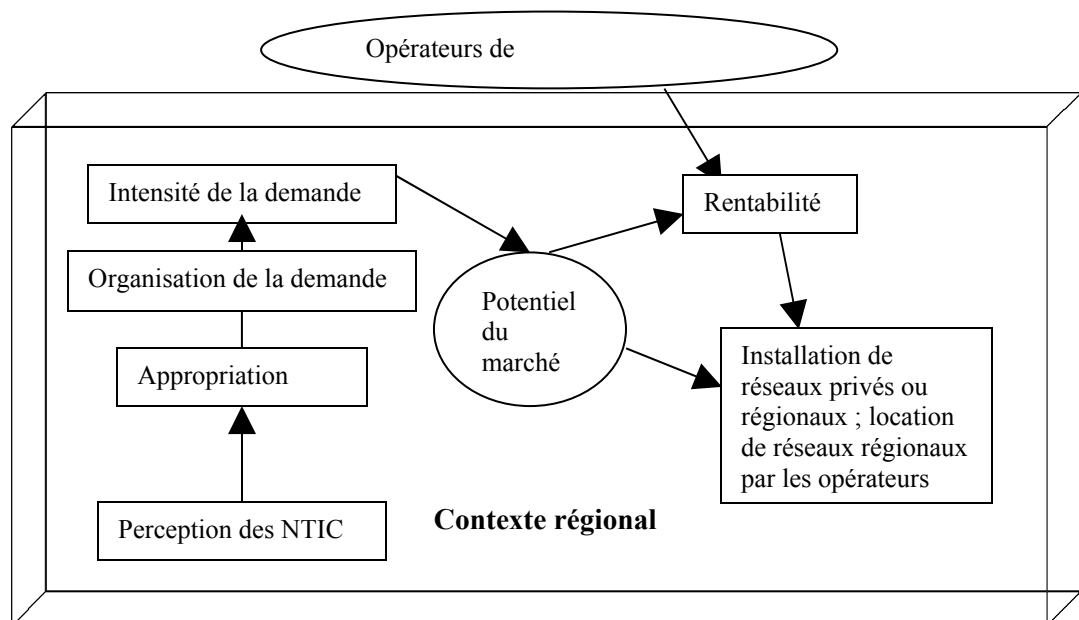 Opérateurs de
Intensité de la demande
Rentabilité
Organisation de la demande
Potentiel
du
marché
Appropriation
Installation de
réseaux privés ou
régionaux ; location
de réseaux régionaux
par les opérateurs
Perception des NTIC
Contexte régional